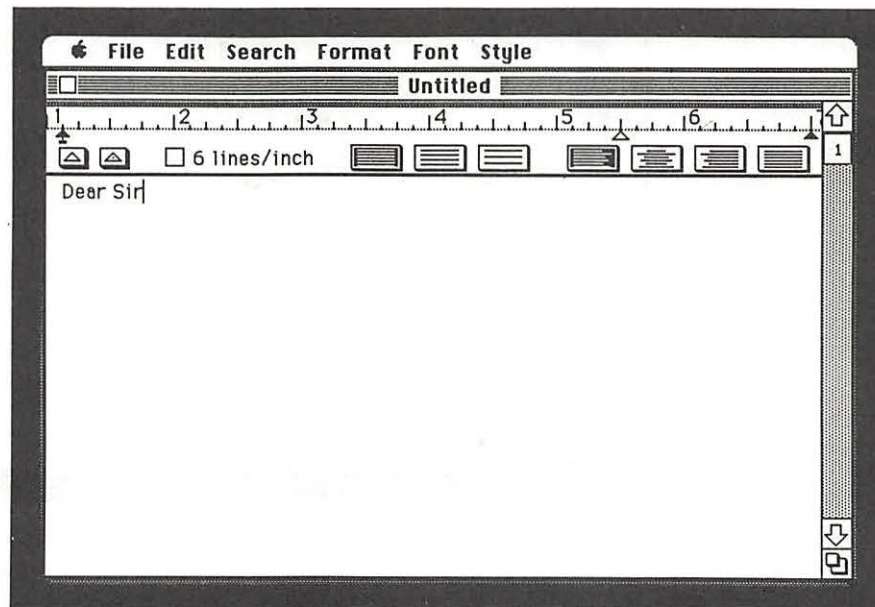 File Edit Search Format Font Style
Untitled
1 2 3 4 5 6 7
6 lines/inch
1
Dear Sir